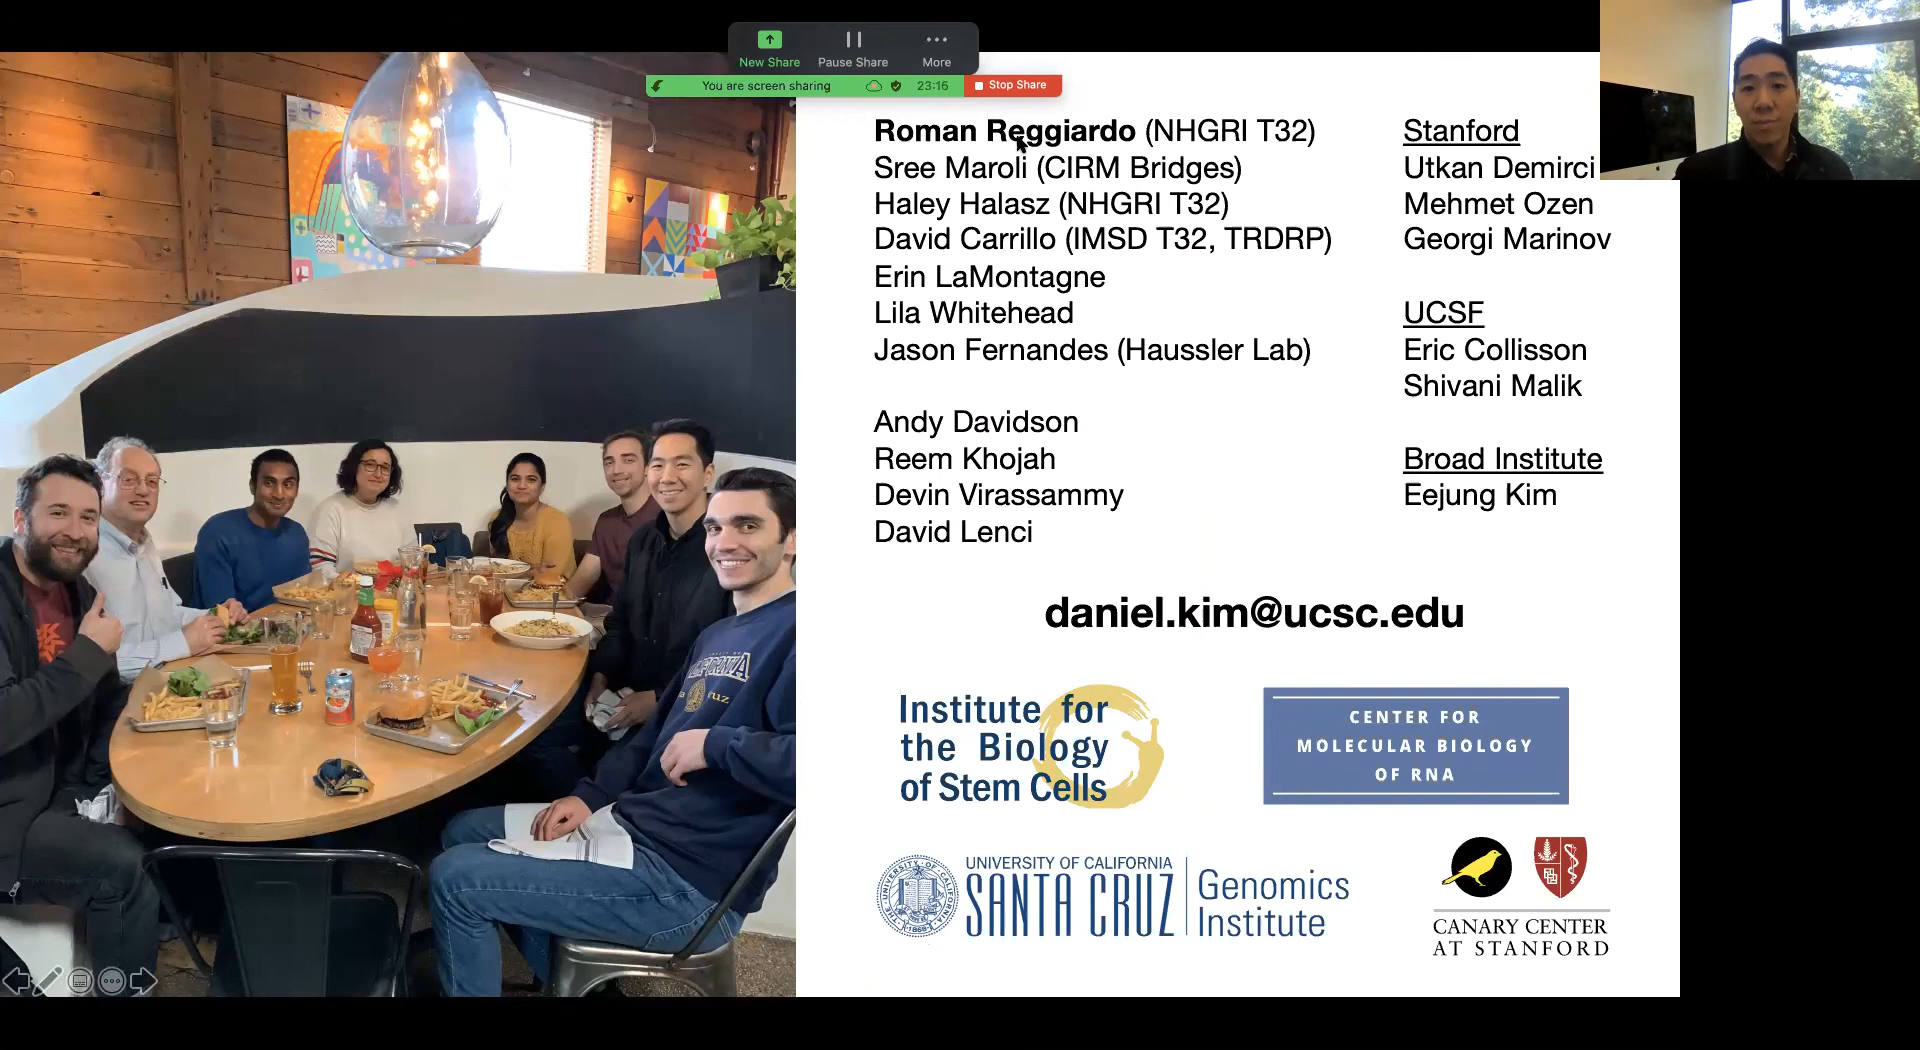 New Share
Pause Share
More
You are screen sharing
23:16
Stop Share
Roman Reggiardo (NHGRI T32)
Sree Maroli (CIRM Bridges)
Haley Halasz (NHGRI T32)
David Carrillo (IMSD T32, TRDRP)
Erin LaMontagne
Lila Whitehead
Jason Fernandes (Haussler Lab)
Andy Davidson
Reem Khojah
Devin Virassammy
David Lenci
Stanford
Utkan Demirci
Mehmet Ozen
Georgi Marinov
UCSF
Eric Collisson
Shivani Malik
Broad Institute
Eejung Kim
daniel.kim@ucsc.edu
Institute for
the Biology
of Stem Cells
CENTER FOR
MOLECULAR BIOLOGY
OF RNA
UNIVERSITY OF CALIFORNIA
SANTA CRUZ
Genomics
Institute
CANARY CENTER
AT STANFORD